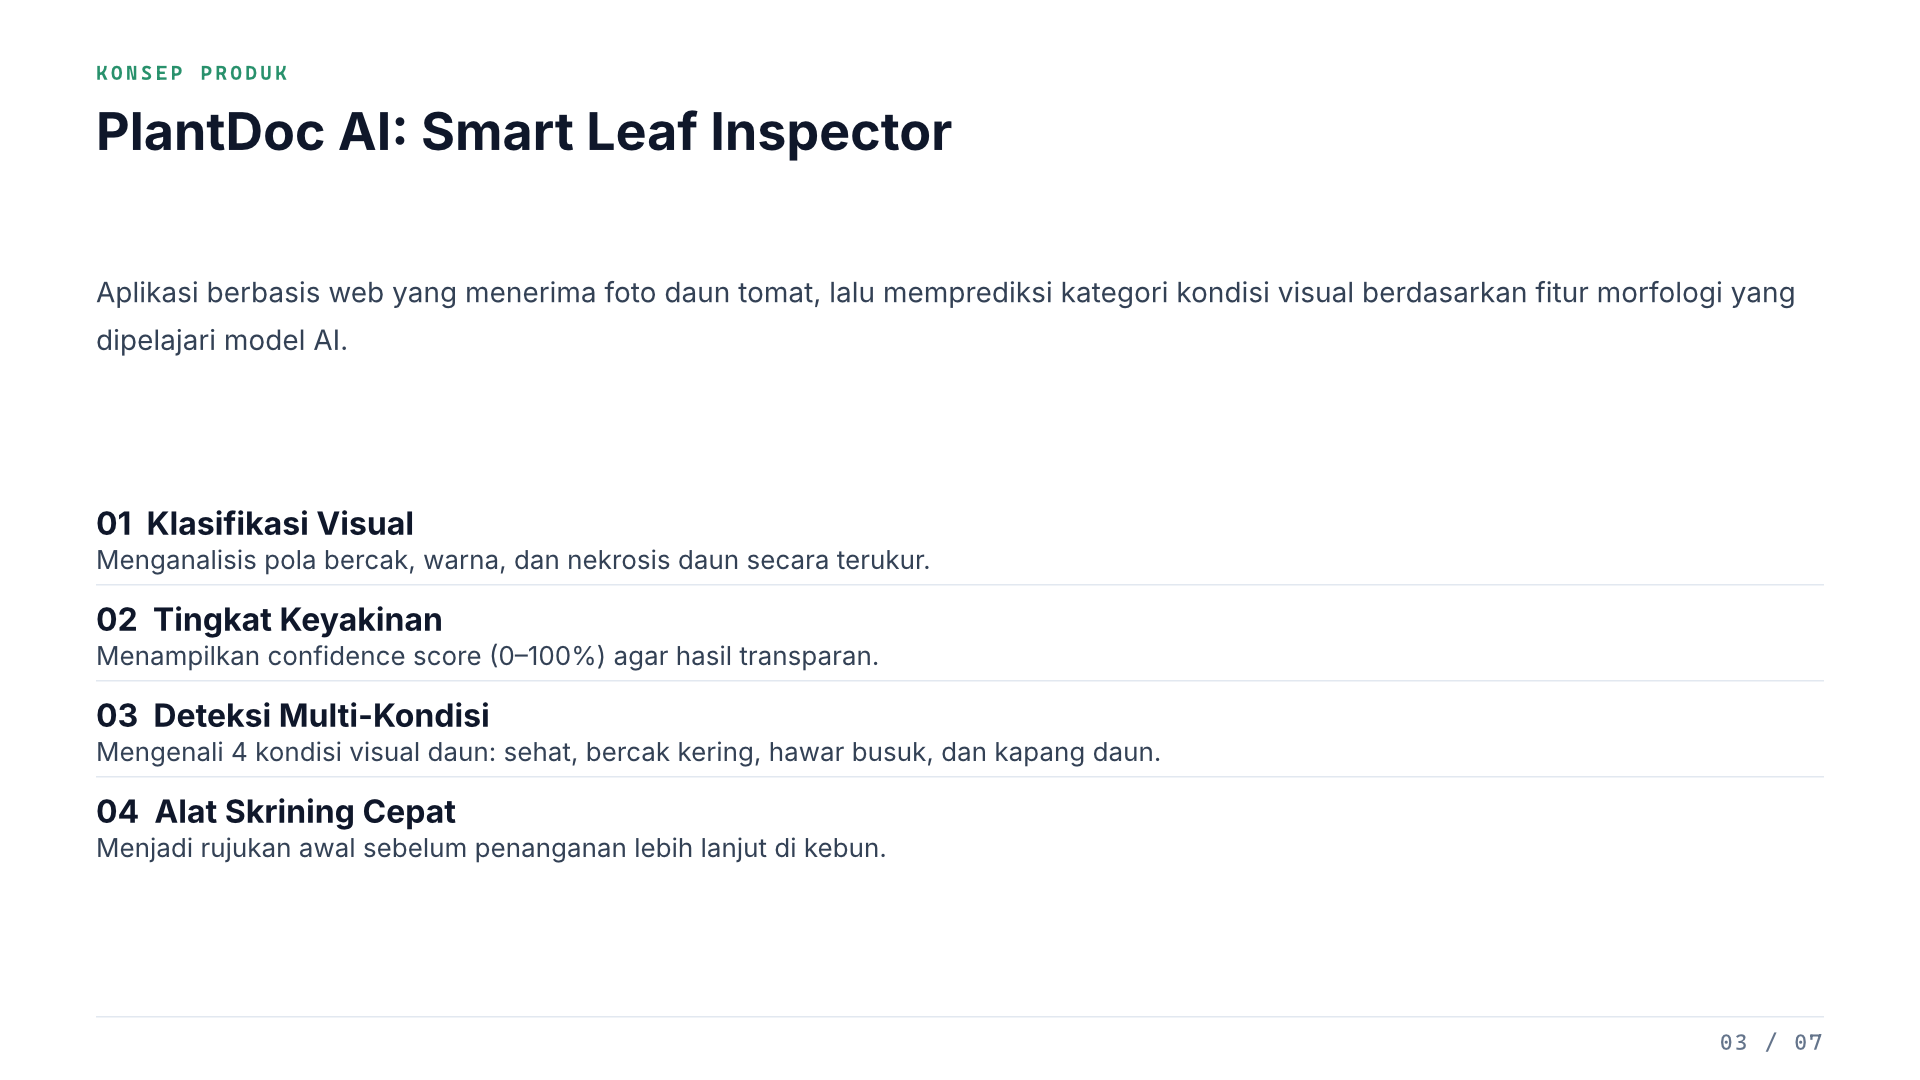 KONSEP PRODUK
PlantDoc AI: Smart Leaf Inspector
Aplikasi berbasis web yang menerima foto daun tomat, lalu memprediksi kategori kondisi visual berdasarkan fitur morfologi yang
dipelajari model AI.
01 Klasifikasi Visual
Menganalisis pola bercak, warna, dan nekrosis daun secara terukur.
02 Tingkat Keyakinan
Menampilkan confidence score (0–100%) agar hasil transparan.
03 Deteksi Multi-Kondisi
Mengenali 4 kondisi visual daun: sehat, bercak kering, hawar busuk, dan kapang daun.
04 Alat Skrining Cepat
Menjadi rujukan awal sebelum penanganan lebih lanjut di kebun.
03 / 07